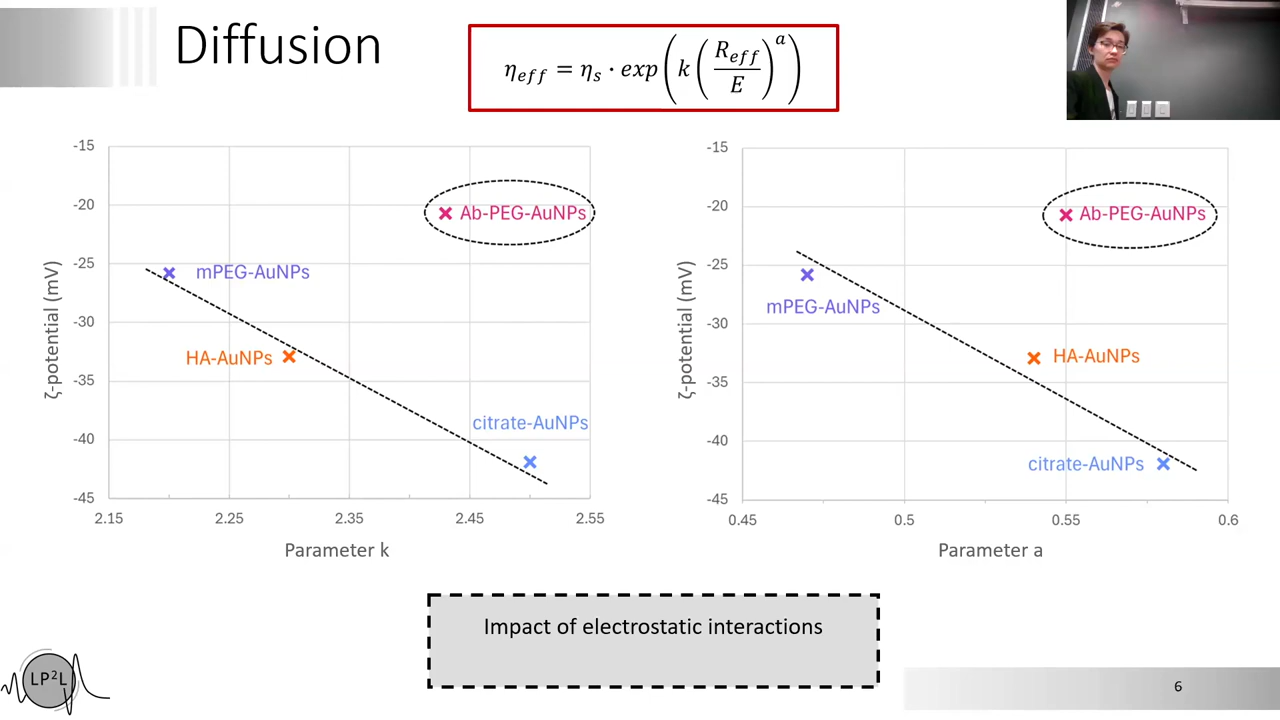 Diffusion
η_eff = η_s · exp(k(R_eff/E)^a)
-15
-20
-25
-30
-35
-40
-45
ζ-potential (mV)
Ab-PEG-AuNPs
mPEG-AuNPs
HA-AuNPs
citrate-AuNPs
2.15 2.25 2.35 2.45 2.55
Parameter k
-15
-20
-25
-30
-35
-40
-45
ζ-potential (mV)
Ab-PEG-AuNPs
mPEG-AuNPs
HA-AuNPs
citrate-AuNPs
0.45 0.5 0.55 0.6
Parameter a
Impact of electrostatic interactions
LP²L
6